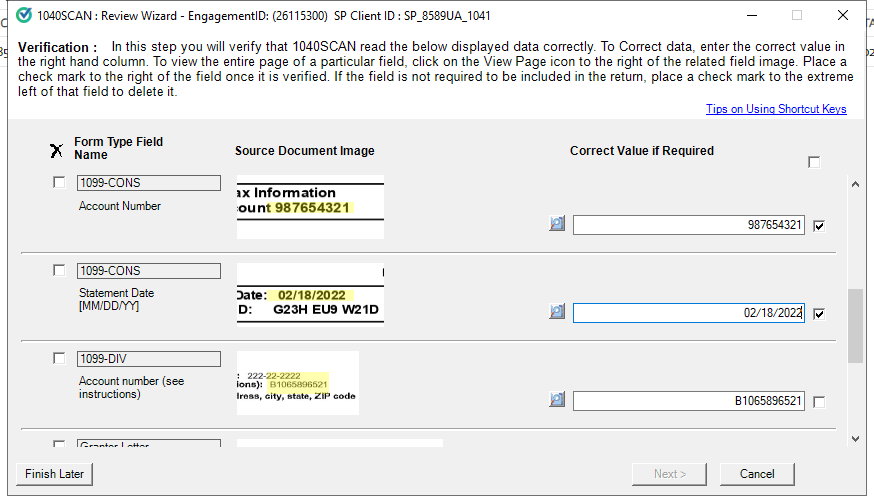 1040SCAN : Review Wizard - EngagementID: (26115300) SP Client ID : SP_8589UA_1041
Verification : In this step you will verify that 1040SCAN read the below displayed data correctly. To Correct data, enter the correct value in
the right hand column. To view the entire page of a particular field, click on the View Page icon to the right of the related field image. Place a
check mark to the right of the field once it is verified. If the field is not required to be included in the return, place a check mark to the extreme
left of that field to delete it.
Tips on Using Shortcut Keys
X Form Type Field
Name
Source Document Image
Correct Value if Required
1099-CONS
Account Number
ax Information
ount 987654321
987654321
1099-CONS
Statement Date
[MM/DD/YY]
Date: 02/18/2022
D: G23H EU9 W21D
02/18/2022
1099-DIV
Account number (see
instructions)
: 222-22-2222
ions): B1065896521
lress, city, state, ZIP code
B1065896521
Grantor Letter
Finish Later
Next >
Cancel